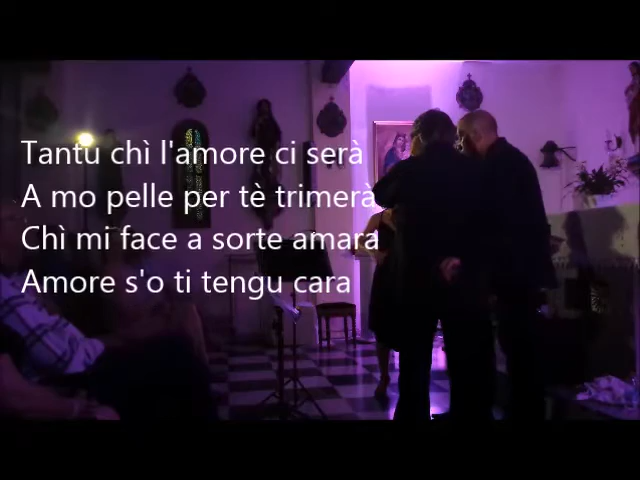 Tantu chì l'amore ci serà
A mo pelle per tè trimerà
Chì mi face a sorte amara
Amore s'o ti tengu cara